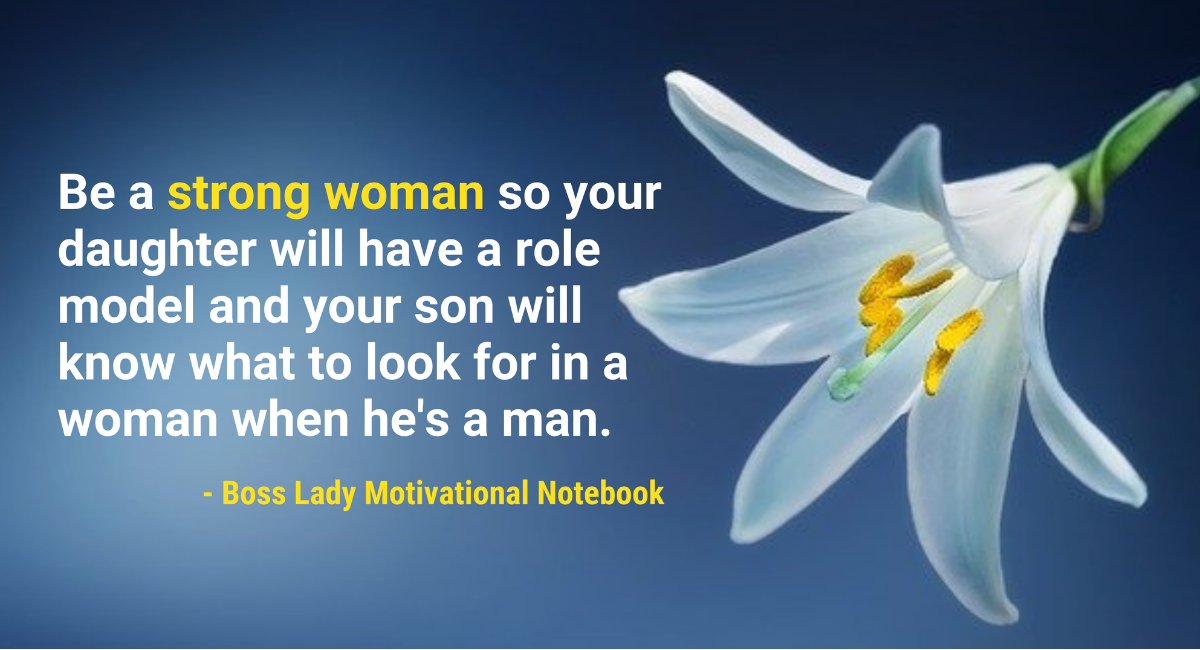 Be a strong woman so your
daughter will have a role
model and your son will
know what to look for in a
woman when he's a man.
- Boss Lady Motivational Notebook